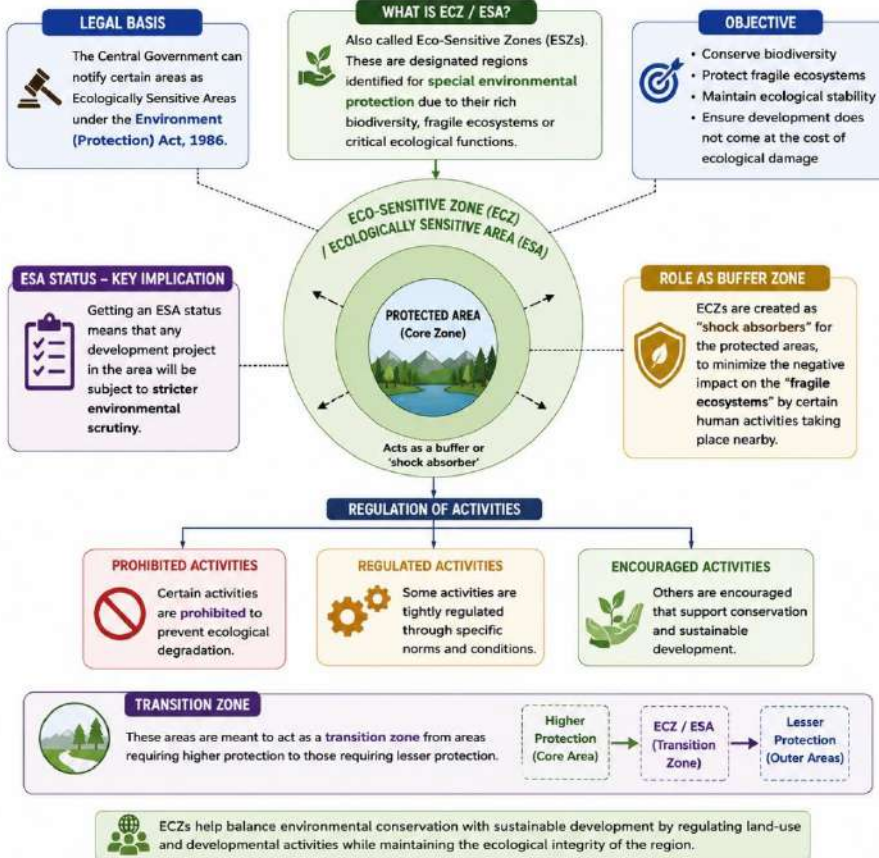 LEGAL BASIS
The Central Government can
notify certain areas as
Ecologically Sensitive Areas
under the Environment
(Protection) Act, 1986.
WHAT IS ECZ / ESA?
Also called Eco-Sensitive Zones (ESZs).
These are designated regions
identified for special environmental
protection due to their rich
biodiversity, fragile ecosystems or
critical ecological functions.
OBJECTIVE
• Conserve biodiversity
• Protect fragile ecosystems
• Maintain ecological stability
• Ensure development does
not come at the cost of
ecological damage
ECO-SENSITIVE ZONE (ECZ)
/ ECOLOGICALLY SENSITIVE AREA (ESA)
PROTECTED AREA
(Core Zone)
Acts as a buffer or
'shock absorber'
ESA STATUS – KEY IMPLICATION
Getting an ESA status
means that any
development project
in the area will be
subject to stricter
environmental
scrutiny.
ROLE AS BUFFER ZONE
ECZs are created as
"shock absorbers" for
the protected areas,
to minimize the negative
impact on the "fragile
ecosystems" by certain
human activities taking
place nearby.
REGULATION OF ACTIVITIES
PROHIBITED ACTIVITIES
Certain activities
are prohibited to
prevent ecological
degradation.
REGULATED ACTIVITIES
Some activities are
tightly regulated
through specific
norms and conditions.
ENCOURAGED ACTIVITIES
Others are encouraged
that support conservation
and sustainable
development.
TRANSITION ZONE
These areas are meant to act as a transition zone from areas
requiring higher protection to those requiring lesser protection.
Higher
Protection
(Core Area)
ECZ / ESA
(Transition
Zone)
Lesser
Protection
(Outer Areas)
ECZs help balance environmental conservation with sustainable development by regulating land-use
and developmental activities while maintaining the ecological integrity of the region.